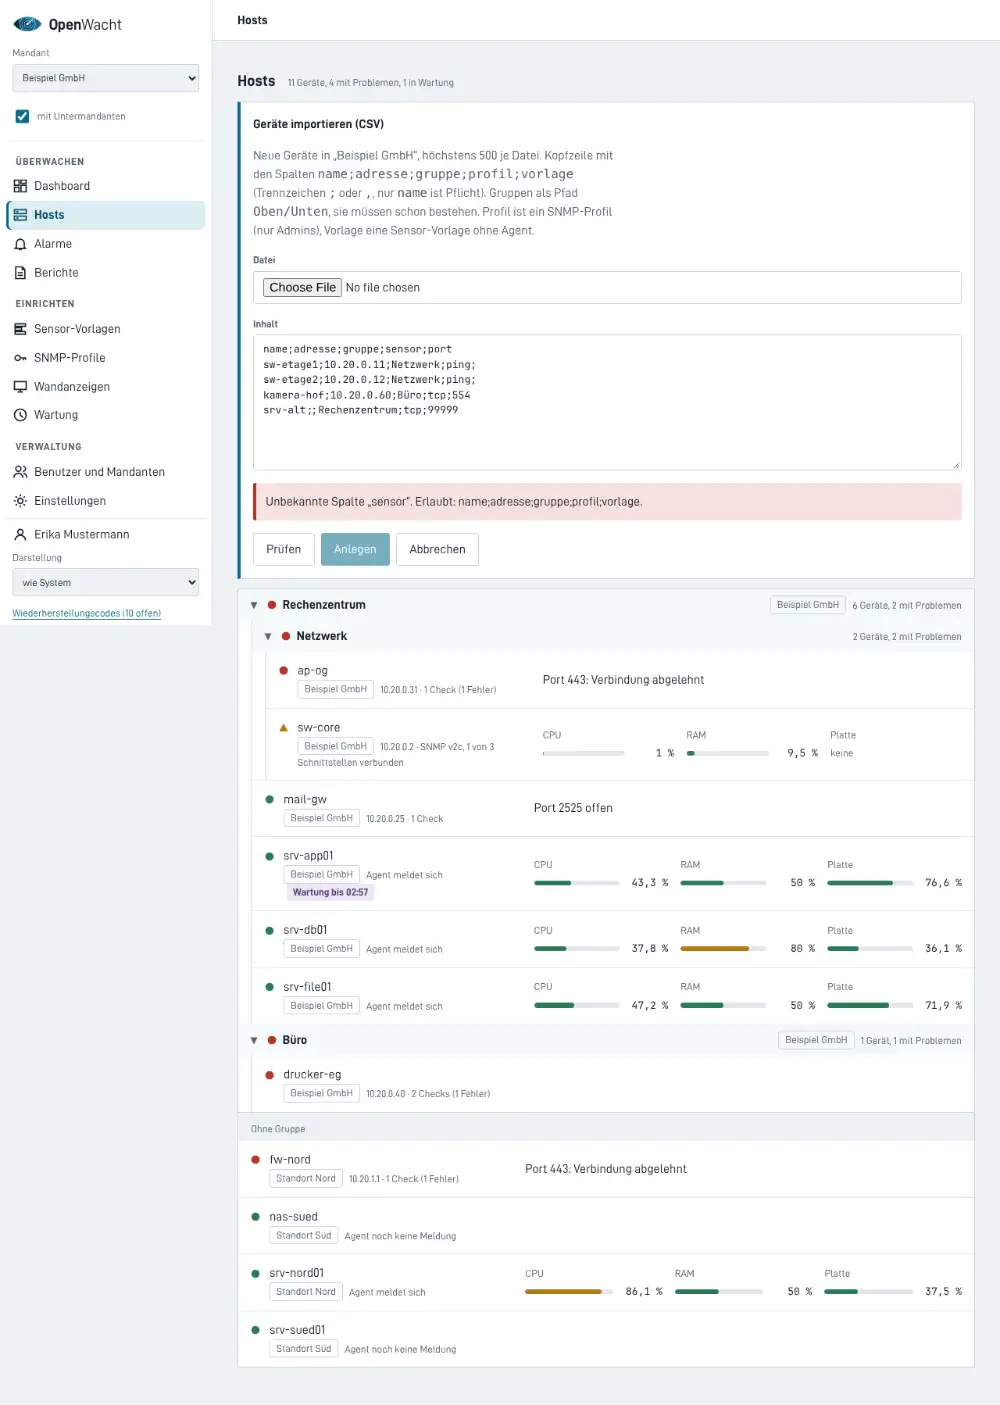 OpenWacht
Mandant
Beispiel GmbH
mit Untermandanten
ÜBERWACHEN
Dashboard
Hosts
Alarme
Berichte
EINRICHTEN
Sensor-Vorlagen
SNMP-Profile
Wandanzeigen
Wartung
VERWALTUNG
Benutzer und Mandanten
Einstellungen
Erika Mustermann
Darstellung
wie System
Wiederherstellungscodes (10 offen)
Hosts
Hosts 11 Geräte, 4 mit Problemen, 1 in Wartung
Geräte importieren (CSV)
Neue Geräte in „Beispiel GmbH“, höchstens 500 je Datei. Kopfzeile mit
den Spalten name;adresse;gruppe;profil;vorlage
(Trennzeichen ; oder ,, nur name ist Pflicht). Gruppen als Pfad
Oben/Unten, sie müssen schon bestehen. Profil ist ein SNMP-Profil
(nur Admins), Vorlage eine Sensor-Vorlage ohne Agent.
Datei
Choose File No file chosen
Inhalt
name;adresse;gruppe;sensor;port
sw-etage1;10.20.0.11;Netzwerk;ping;
sw-etage2;10.20.0.12;Netzwerk;ping;
kamera-hof;10.20.0.60;Büro;tcp;554
srv-alt;;Rechenzentrum;tcp;99999
Unbekannte Spalte „sensor“. Erlaubt: name;adresse;gruppe;profil;vorlage.
Prüfen Anlegen Abbrechen
Rechenzentrum Beispiel GmbH 6 Geräte, 2 mit Problemen
Netzwerk 2 Geräte, 2 mit Problemen
ap-og
Beispiel GmbH 10.20.0.31 · 1 Check (1 Fehler)
Port 443: Verbindung abgelehnt
sw-core
Beispiel GmbH 10.20.0.2 · SNMP v2c, 1 von 3
Schnittstellen verbunden
CPU RAM Platte
1 % 9,5 % keine
mail-gw
Beispiel GmbH 10.20.0.25 · 1 Check
Port 2525 offen
srv-app01
Beispiel GmbH Agent meldet sich
Wartung bis 02:57
CPU RAM Platte
43,3 % 50 % 76,6 %
srv-db01
Beispiel GmbH Agent meldet sich
CPU RAM Platte
37,8 % 80 % 36,1 %
srv-file01
Beispiel GmbH Agent meldet sich
CPU RAM Platte
47,2 % 50 % 71,9 %
Büro Beispiel GmbH 1 Gerät, 1 mit Problemen
drucker-eg
Beispiel GmbH 10.20.0.40 · 2 Checks (1 Fehler)
Ohne Gruppe
fw-nord
Standort Nord 10.20.1.1 · 1 Check (1 Fehler)
Port 443: Verbindung abgelehnt
nas-sued
Standort Süd Agent noch keine Meldung
srv-nord01
Standort Nord Agent meldet sich
CPU RAM Platte
86,1 % 50 % 37,5 %
srv-sued01
Standort Süd Agent noch keine Meldung